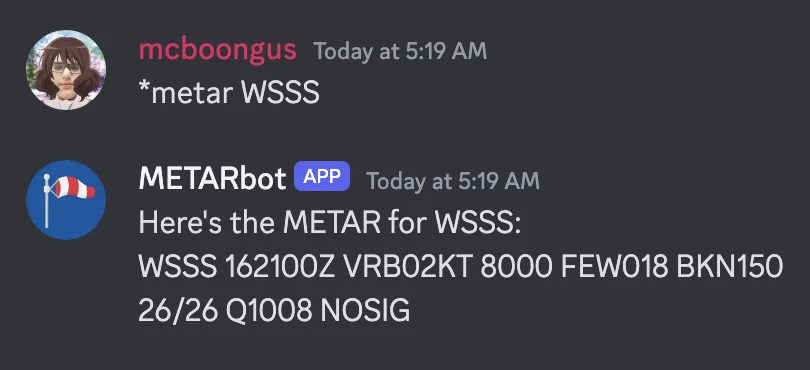 mcboongus Today at 5:19 AM
*metar WSSS
METARbot APP Today at 5:19 AM
Here's the METAR for WSSS:
WSSS 162100Z VRB02KT 8000 FEW018 BKN150
26/26 Q1008 NOSIG